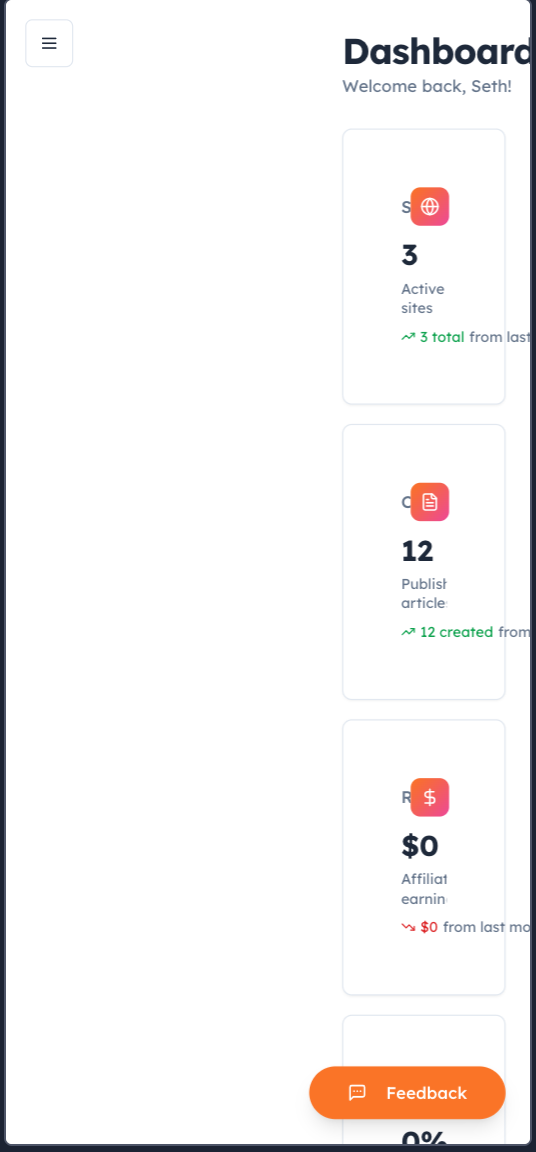 Dashboard
Welcome back, Seth!
S
3
Active
sites
3 total from last
C
12
Publish
article
12 created from
R
$0
Affiliat
earnin
$0 from last mo
Feedback
0%